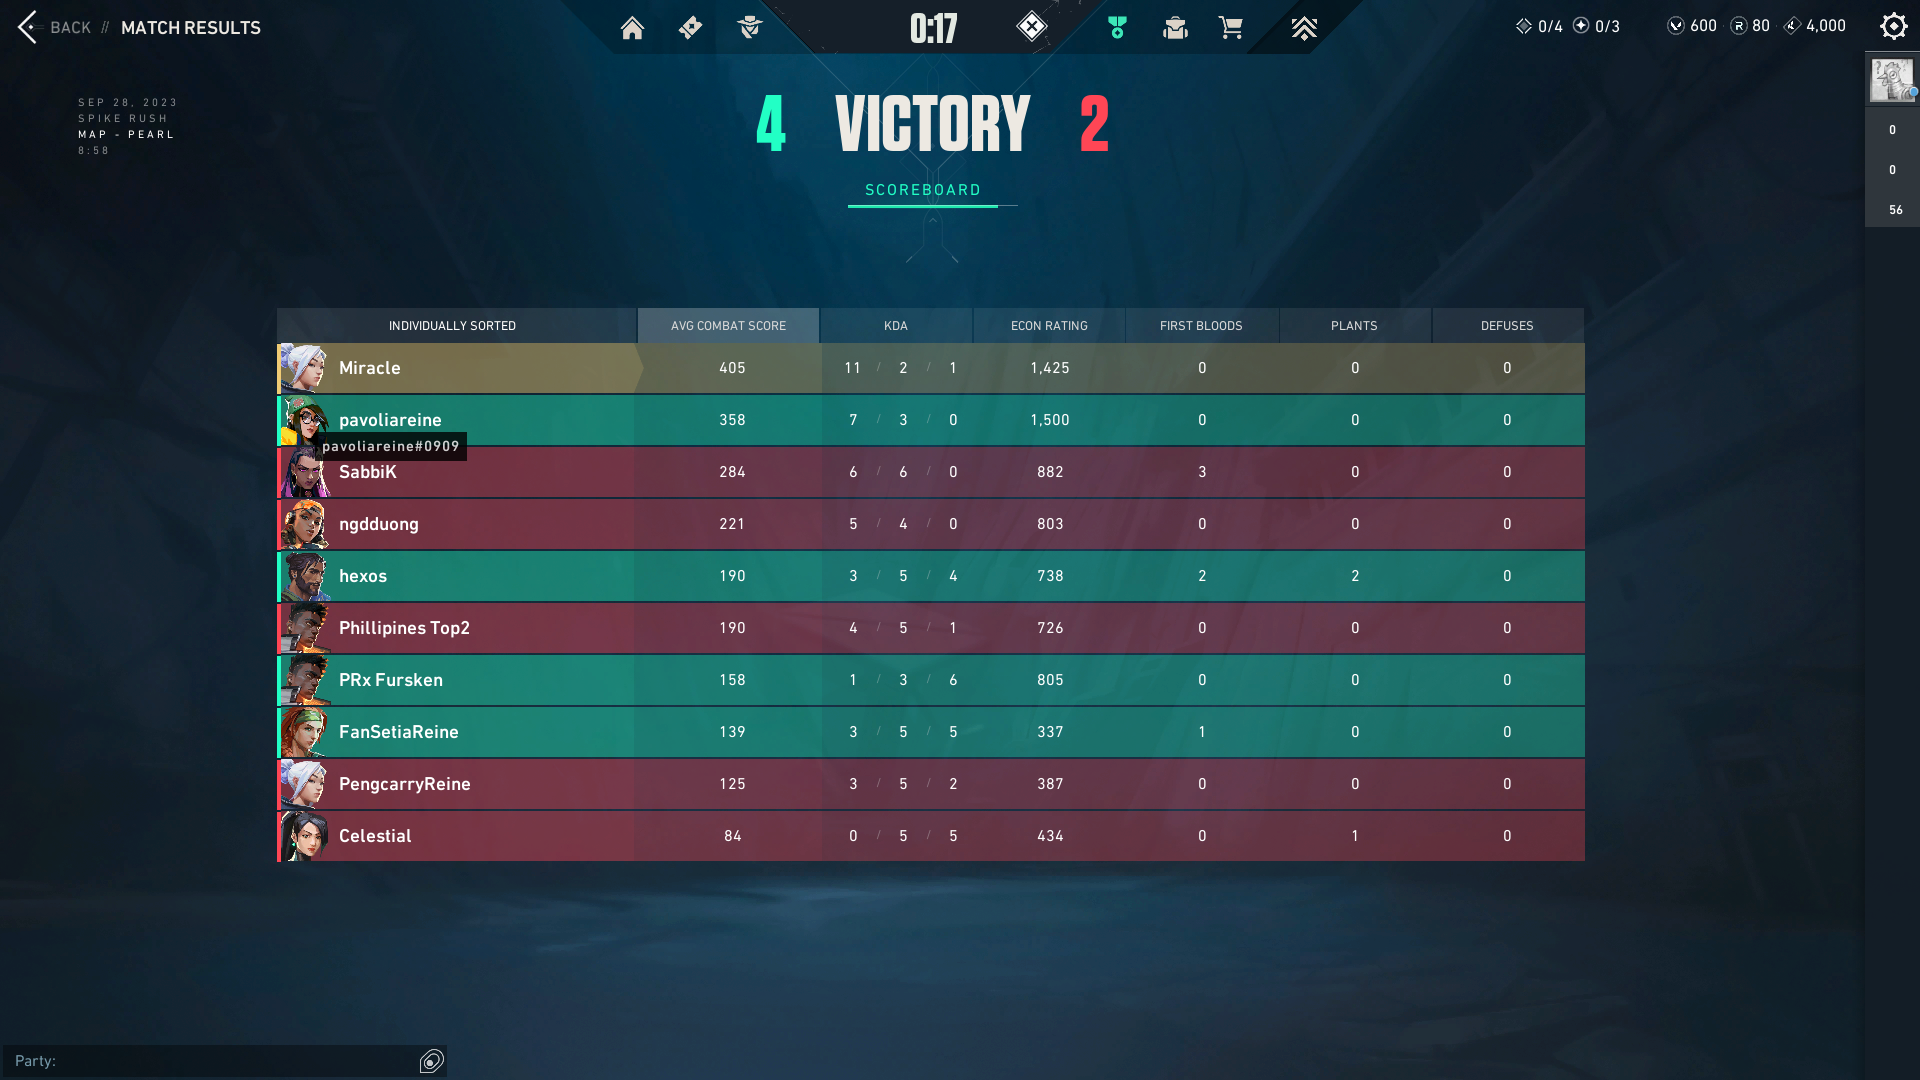 BACK // MATCH RESULTS
0:17
0/4 0/3 600 80 4,000
SEP 28, 2023
SPIKE RUSH
MAP - PEARL
8:58
4 VICTORY 2
SCOREBOARD
0
0
56
INDIVIDUALLY SORTED AVG COMBAT SCORE KDA ECON RATING FIRST BLOODS PLANTS DEFUSES
Miracle 405 11 / 2 / 1 1,425 0 0 0
pavoliareine 358 7 / 3 / 0 1,500 0 0 0
pavoliareine#0909
SabbiK 284 6 / 6 / 0 882 3 0 0
ngdduong 221 5 / 4 / 0 803 0 0 0
hexos 190 3 / 5 / 4 738 2 2 0
Phillipines Top2 190 4 / 5 / 1 726 0 0 0
PRx Fursken 158 1 / 3 / 6 805 0 0 0
FanSetiaReine 139 3 / 5 / 5 337 1 0 0
PengcarryReine 125 3 / 5 / 2 387 0 0 0
Celestial 84 0 / 5 / 5 434 0 1 0
Party: